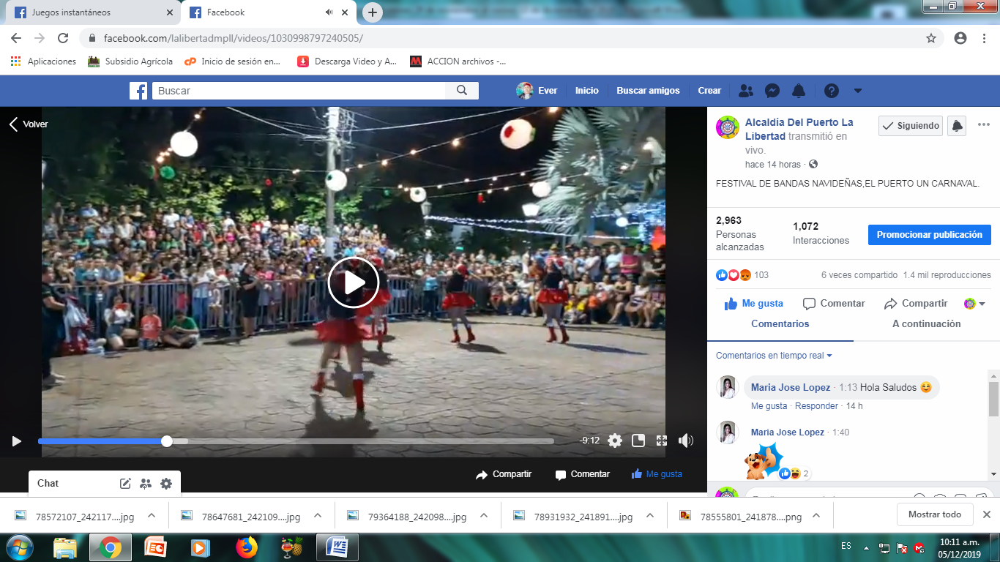 Juegos instantáneos
Facebook
facebook.com/lalibertadmpll/videos/1030998797240505/
Aplicaciones
Subsidio Agrícola
Inicio de sesión en...
Descarga Video y A...
ACCION archivos -...
Buscar
Ever
Inicio
Buscar amigos
Crear
Volver
Alcaldía Del Puerto La
Libertad transmitió en
vivo.
hace 14 horas ·
Siguiendo
FESTIVAL DE BANDAS NAVIDEÑAS,EL PUERTO UN CARNAVAL.
2,963
Personas
alcanzadas
1,072
Interacciones
Promocionar publicación
103
6 veces compartido 1.4 mil reproducciones
Me gusta
Comentar
Compartir
Comentarios
A continuación
Comentarios en tiempo real
Maria Jose Lopez · 1:13 Hola Saludos 😊
Me gusta · Responder · 14 h
Maria Jose Lopez · 1:40
2
-9:12
Compartir
Comentar
Me gusta
Chat
78572107_242117....jpg
78647681_242109....jpg
79364188_242098....jpg
78931932_241891....jpg
78555801_241878....png
Mostrar todo
ES
10:11 a.m.
05/12/2019